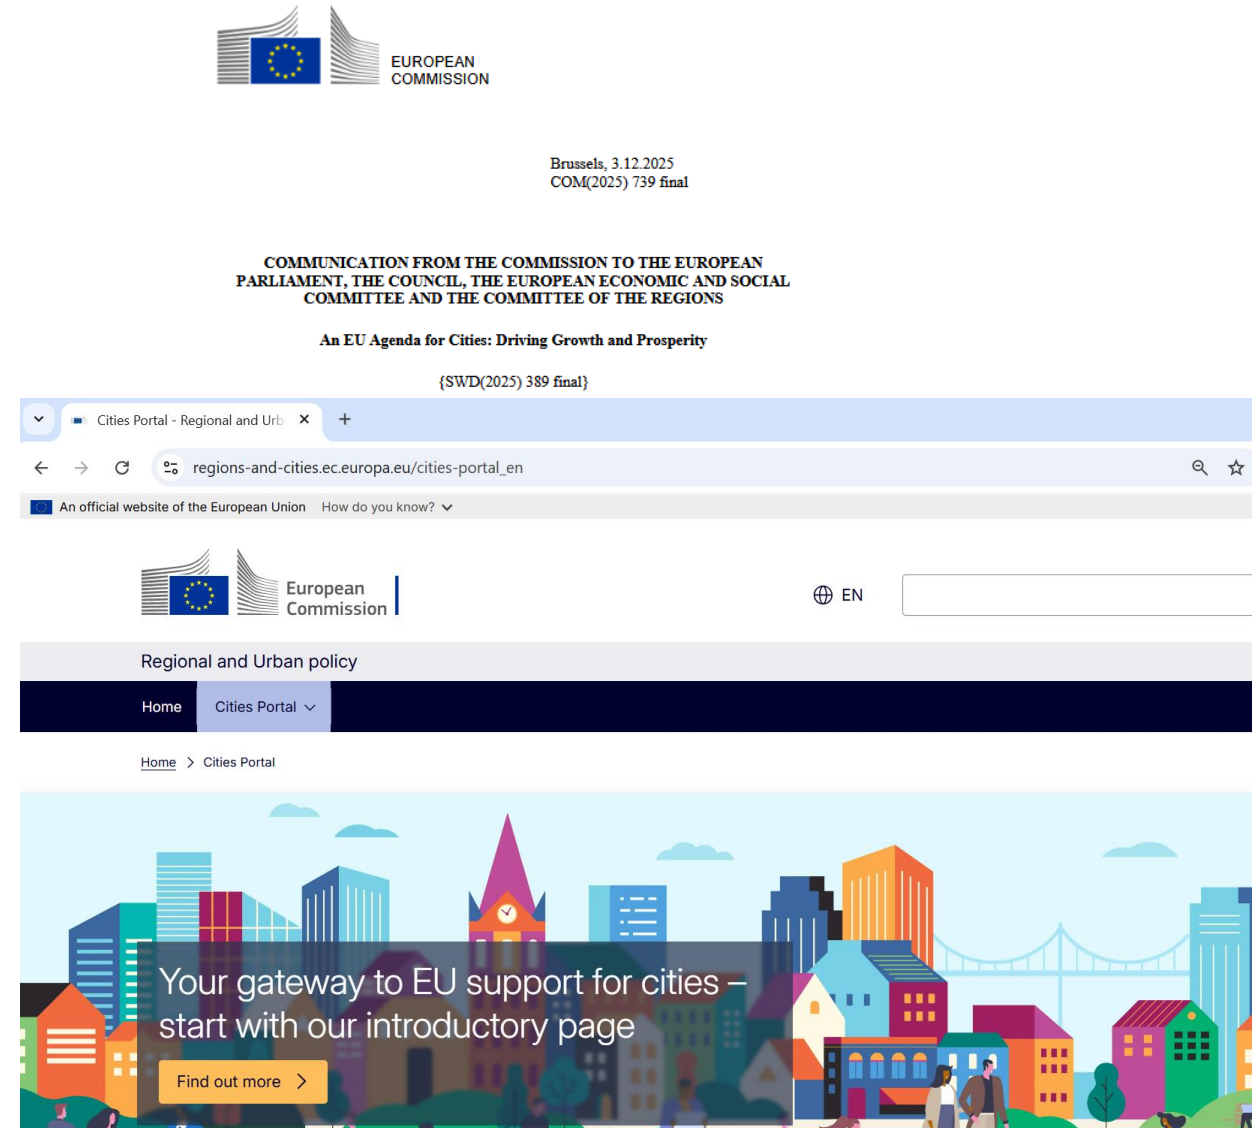 EUROPEAN
COMMISSION
Brussels, 3.12.2025
COM(2025) 739 final
COMMUNICATION FROM THE COMMISSION TO THE EUROPEAN
PARLIAMENT, THE COUNCIL, THE EUROPEAN ECONOMIC AND SOCIAL
COMMITTEE AND THE COMMITTEE OF THE REGIONS
An EU Agenda for Cities: Driving Growth and Prosperity
{SWD(2025) 389 final}
Cities Portal - Regional and Urb
regions-and-cities.ec.europa.eu/cities-portal_en
An official website of the European Union How do you know?
European
Commission
EN
Regional and Urban policy
Home Cities Portal
Home > Cities Portal
Your gateway to EU support for cities –
start with our introductory page
Find out more >